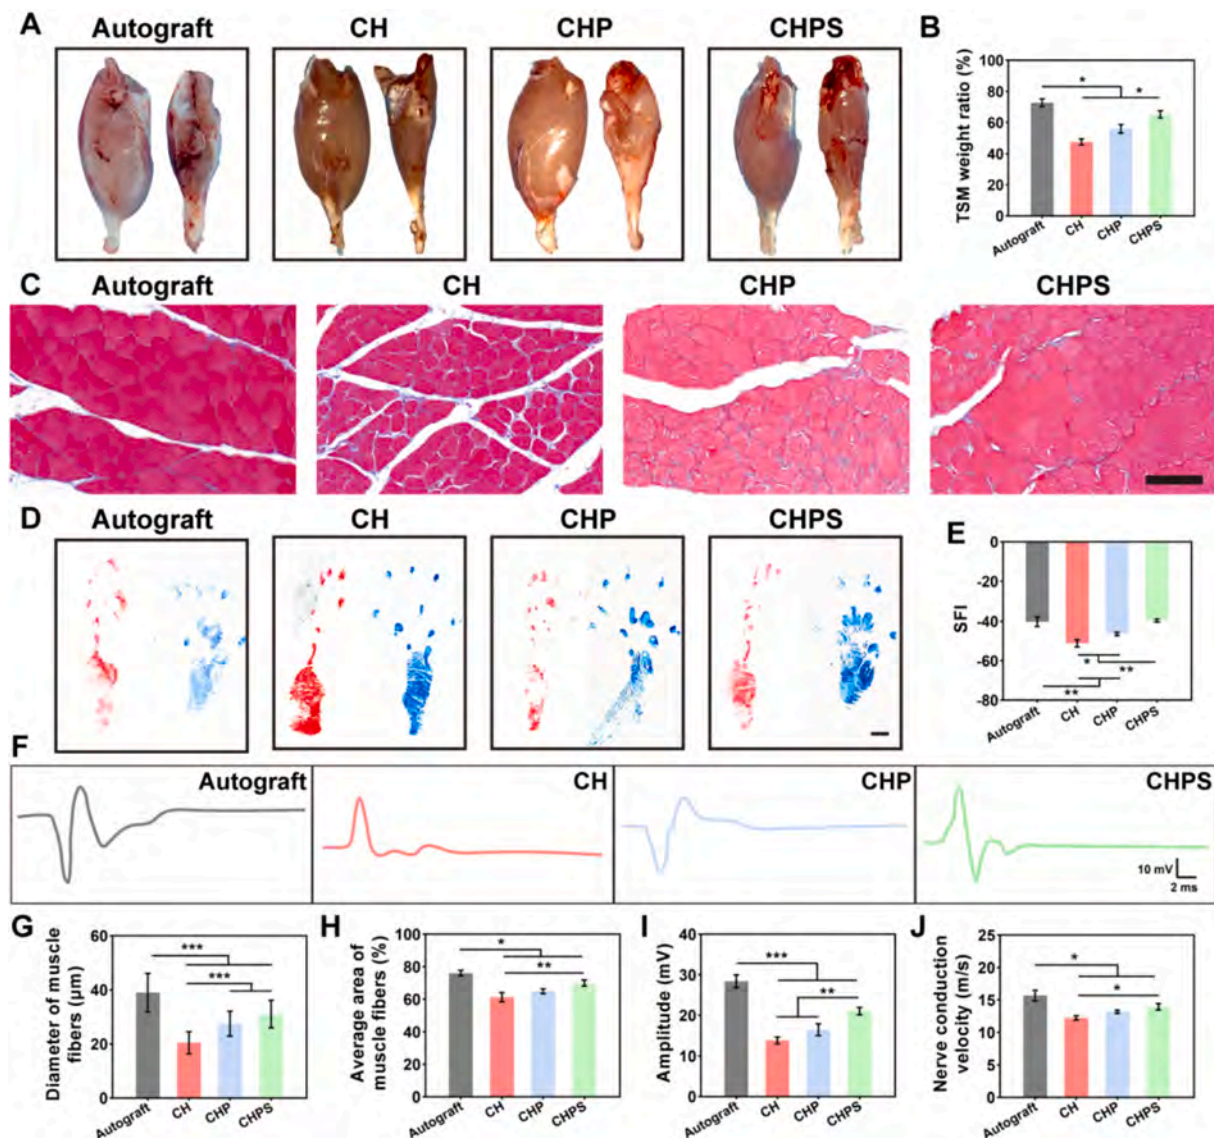 A
Autograft
CH
CHP
CHPS
B
TSM weight ratio (%)
100
80
60
40
20
0
*
*
Autograft
CH
CHP
CHPS
C
Autograft
CH
CHP
CHPS
D
Autograft
CH
CHP
CHPS
E
SFI
0
-20
-40
-60
-80
*
**
**
Autograft
CH
CHP
CHPS
F
Autograft
CH
CHP
CHPS
10 mV
2 ms
G
Diameter of muscle
fibers (μm)
60
40
20
0
***
***
Autograft
CH
CHP
CHPS
H
Average area of
muscle fibers (%)
100
80
60
40
20
0
*
**
Autograft
CH
CHP
CHPS
I
Amplitude (mV)
40
30
20
10
0
***
**
Autograft
CH
CHP
CHPS
J
Nerve conduction
velocity (m/s)
25
20
15
10
5
0
*
*
Autograft
CH
CHP
CHPS